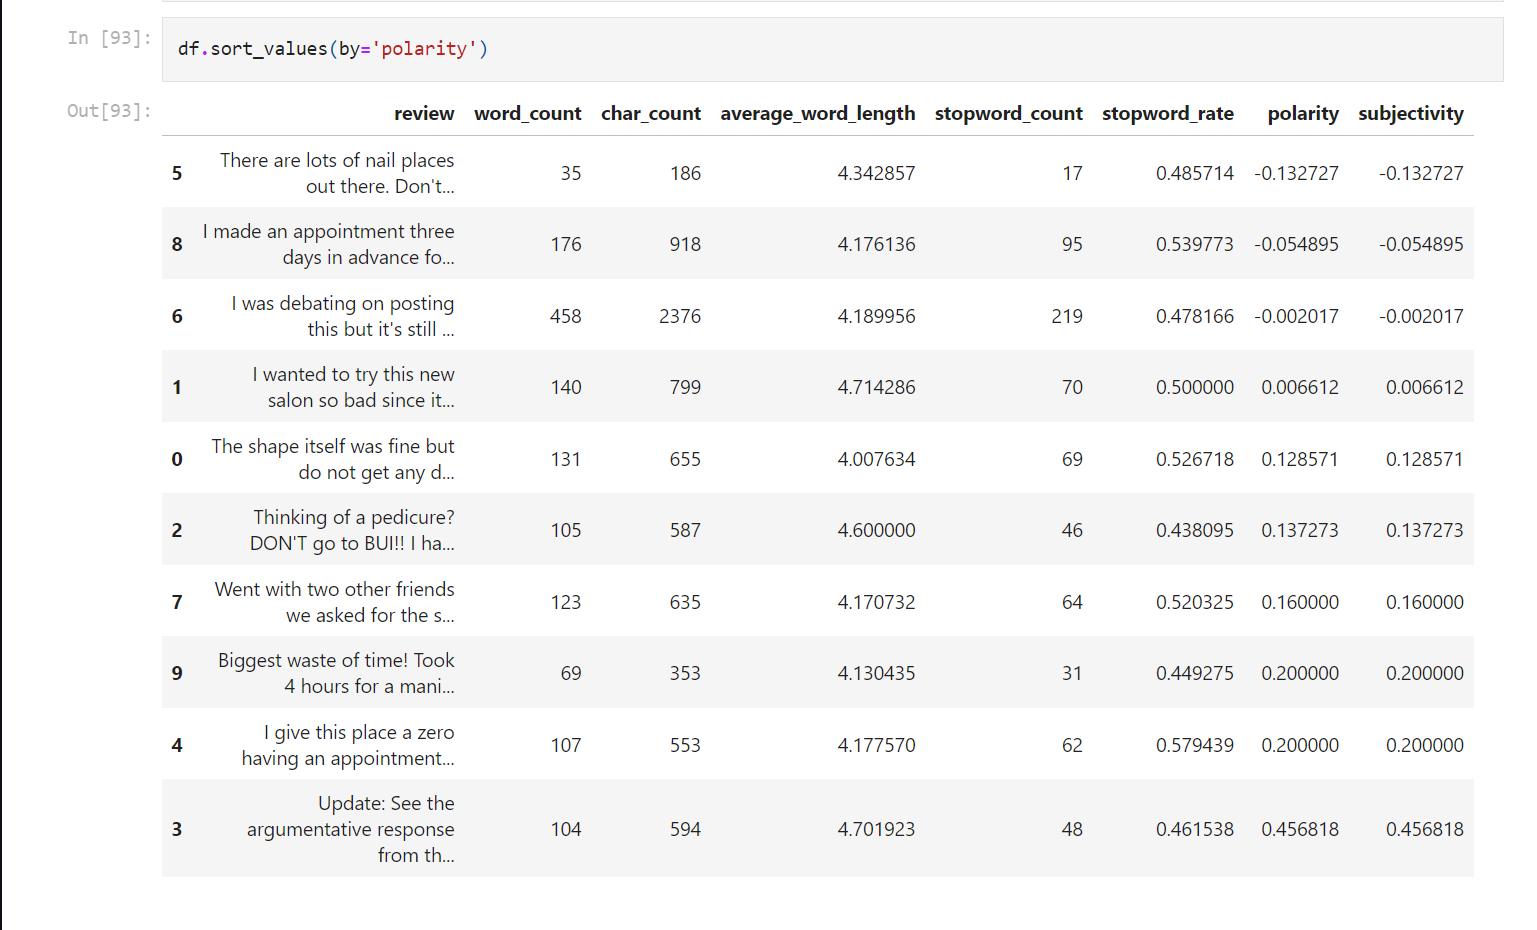 In [93]:
df.sort_values(by='polarity')
Out[93]:
review word_count char_count average_word_length stopword_count stopword_rate polarity subjectivity
5 There are lots of nail places 35 186 4.342857 17 0.485714 -0.132727 -0.132727
out there. Don't...
8 I made an appointment three 176 918 4.176136 95 0.539773 -0.054895 -0.054895
days in advance fo...
6 I was debating on posting 458 2376 4.189956 219 0.478166 -0.002017 -0.002017
this but it's still ...
1 I wanted to try this new 140 799 4.714286 70 0.500000 0.006612 0.006612
salon so bad since it...
0 The shape itself was fine but 131 655 4.007634 69 0.526718 0.128571 0.128571
do not get any d...
2 Thinking of a pedicure? 105 587 4.600000 46 0.438095 0.137273 0.137273
DON'T go to BUI!! I ha...
7 Went with two other friends 123 635 4.170732 64 0.520325 0.160000 0.160000
we asked for the s...
9 Biggest waste of time! Took 69 353 4.130435 31 0.449275 0.200000 0.200000
4 hours for a mani...
4 I give this place a zero 107 553 4.177570 62 0.579439 0.200000 0.200000
having an appointment...
Update: See the
3 argumentative response 104 594 4.701923 48 0.461538 0.456818 0.456818
from th...